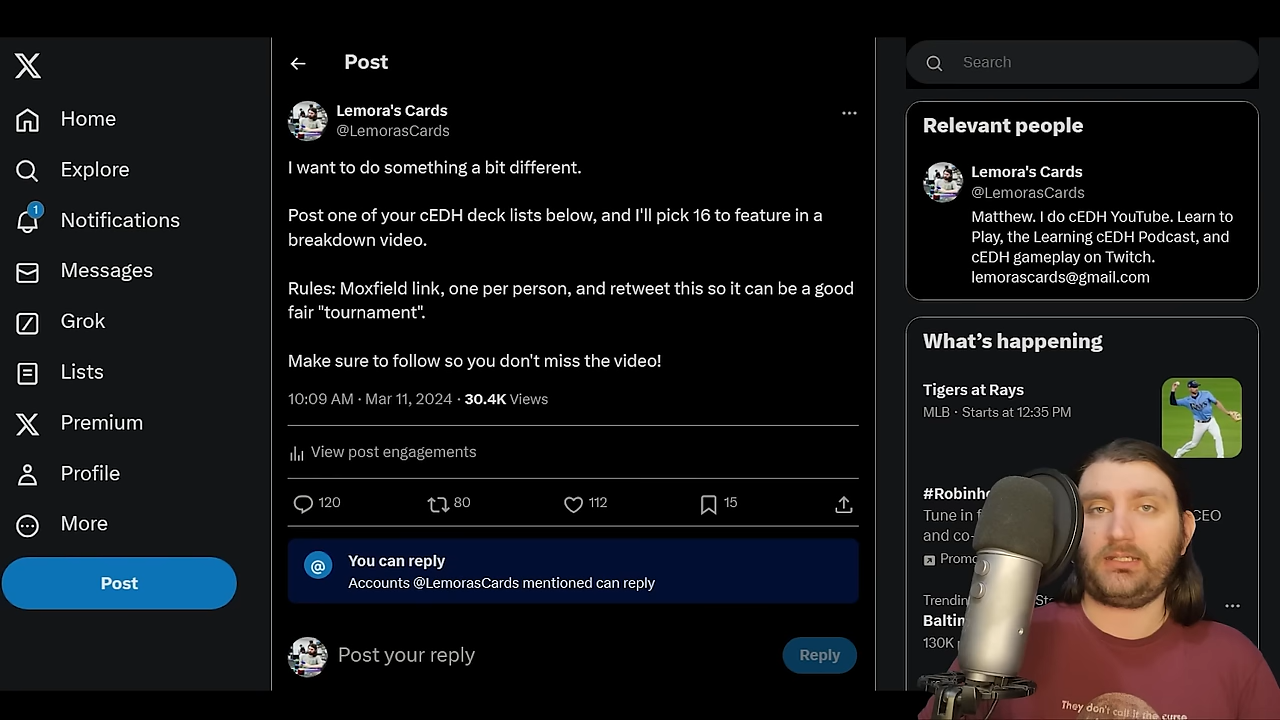 Home
Explore
1
Notifications
Messages
Grok
Lists
Premium
Profile
More
Post
Post
Lemora's Cards
@LemorasCards
I want to do something a bit different.
Post one of your cEDH deck lists below, and I'll pick 16 to feature in a
breakdown video.
Rules: Moxfield link, one per person, and retweet this so it can be a good
fair "tournament".
Make sure to follow so you don't miss the video!
10:09 AM · Mar 11, 2024 · 30.4K Views
View post engagements
120
80
112
15
@
You can reply
Accounts @LemorasCards mentioned can reply
Post your reply
Reply
Search
Relevant people
Lemora's Cards
@LemorasCards
Matthew. I do cEDH YouTube. Learn to
Play, the Learning cEDH Podcast, and
cEDH gameplay on Twitch.
lemorascards@gmail.com
What's happening
Tigers at Rays
MLB · Starts at 12:35 PM
Tune in
CEO
130K
They don't call it the curse